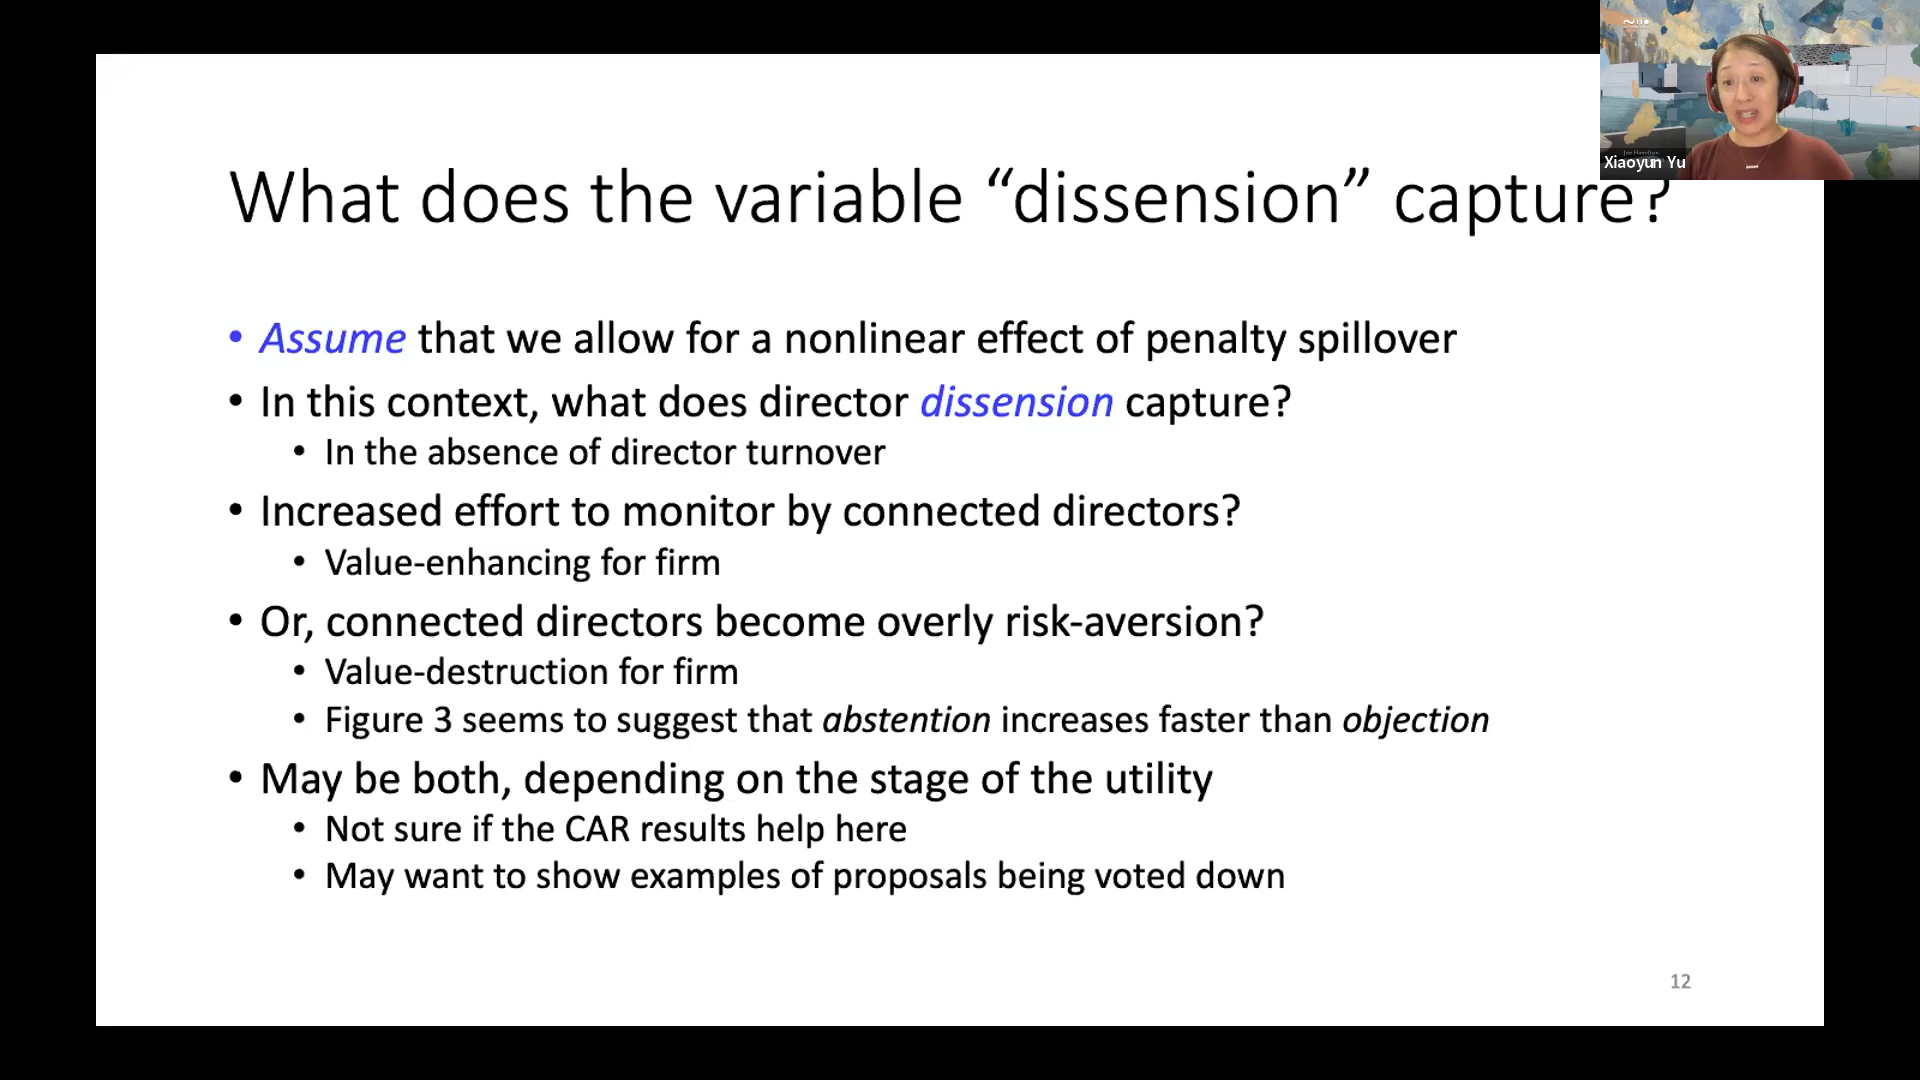 What does the variable “dissension” capture?
Xiaoyun Yu
• Assume that we allow for a nonlinear effect of penalty spillover
• In this context, what does director dissension capture?
• In the absence of director turnover
• Increased effort to monitor by connected directors?
• Value-enhancing for firm
• Or, connected directors become overly risk-aversion?
• Value-destruction for firm
• Figure 3 seems to suggest that abstention increases faster than objection
• May be both, depending on the stage of the utility
• Not sure if the CAR results help here
• May want to show examples of proposals being voted down
12